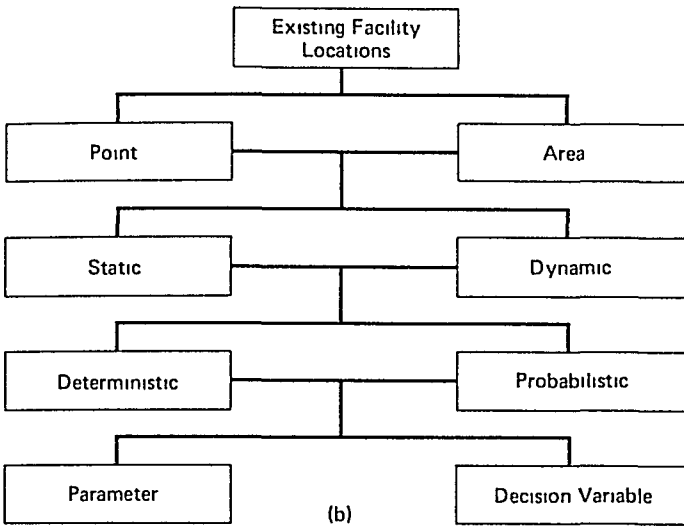 Existing Facility
Locations
Point
Area
Static
Dynamic
Deterministic
Probabilistic
Parameter
Decision Variable
(b)